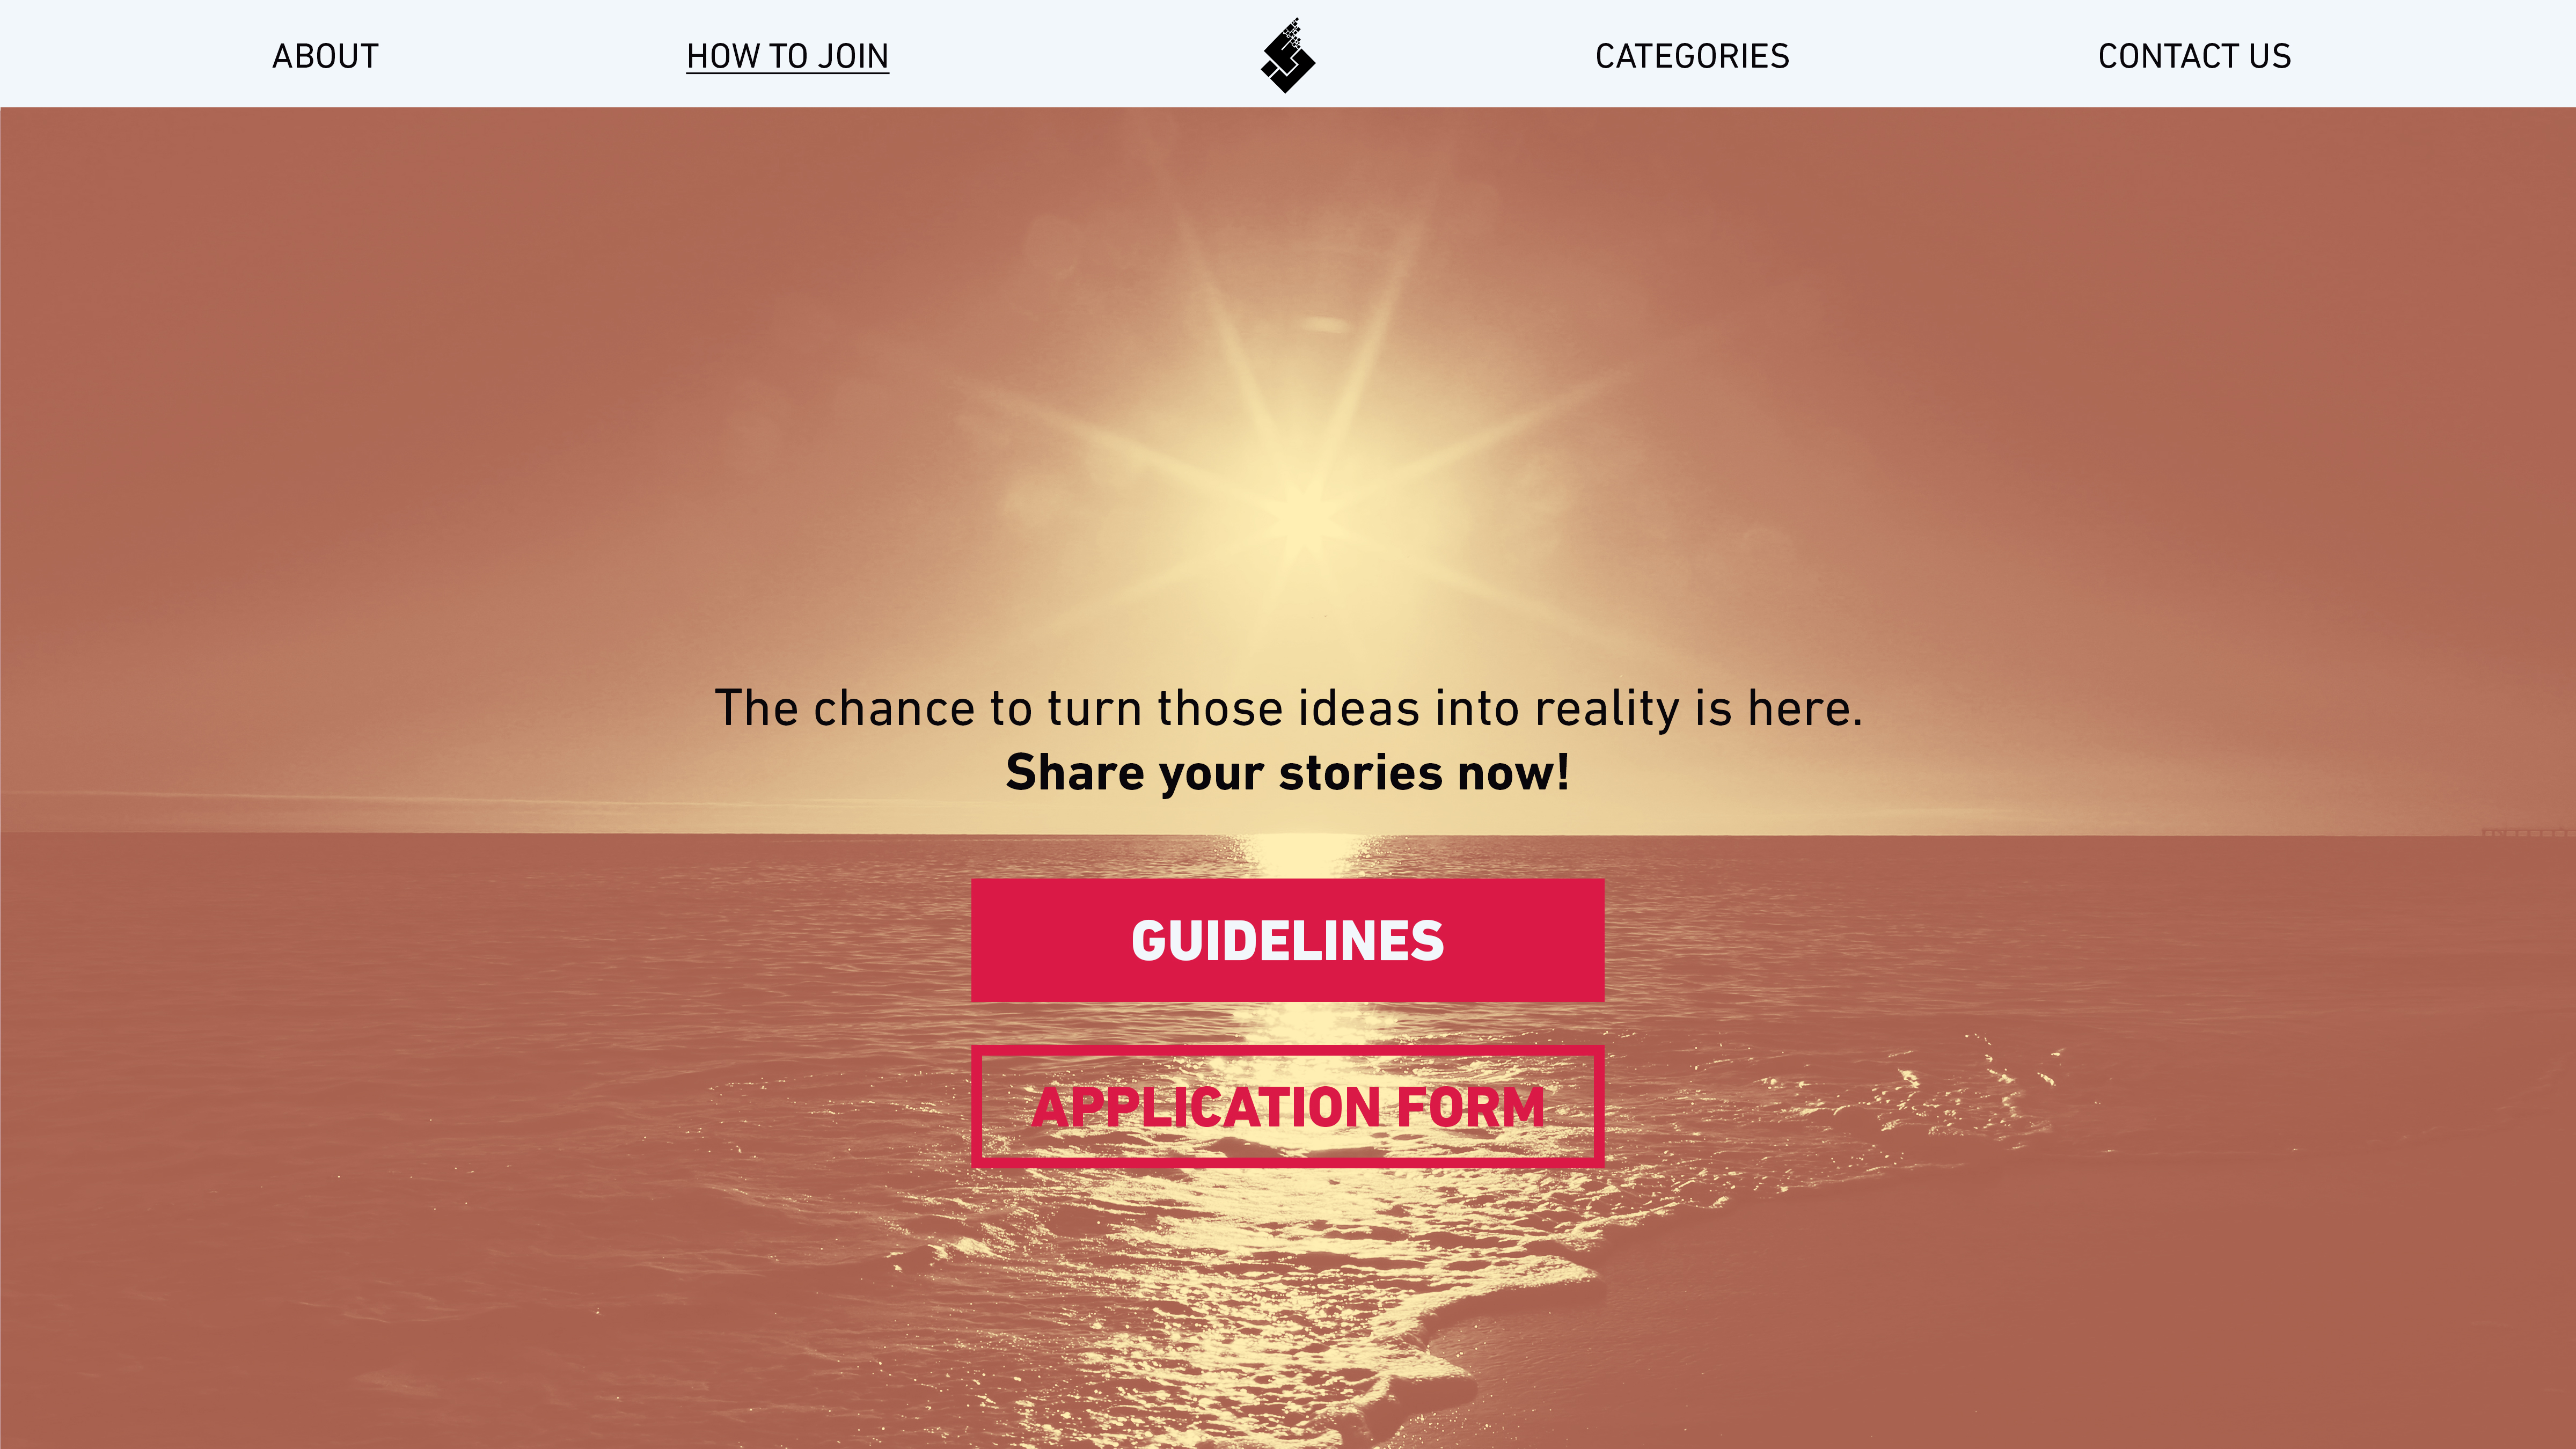 ABOUT
HOW TO JOIN
CATEGORIES
CONTACT US
The chance to turn those ideas into reality is here.
Share your stories now!
GUIDELINES
APPLICATION FORM